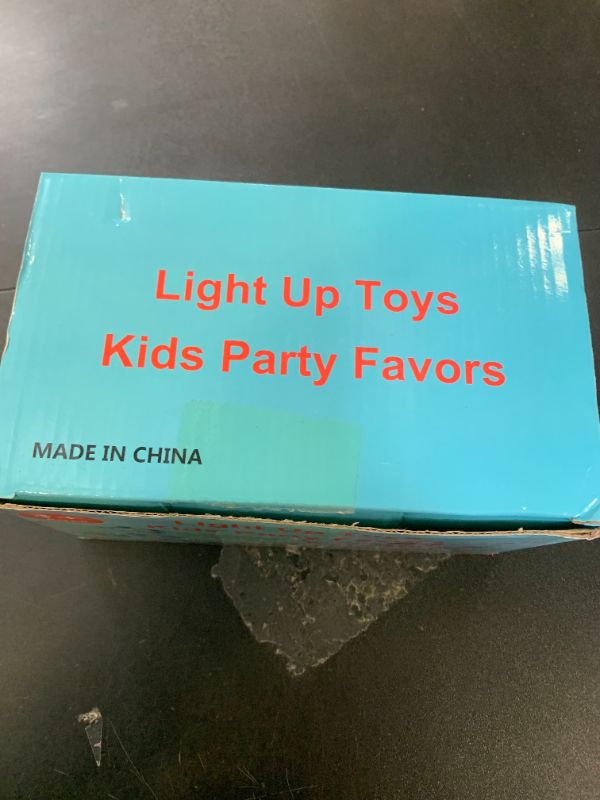 Light Up Toys
Kids Party Favors
MADE IN CHINA